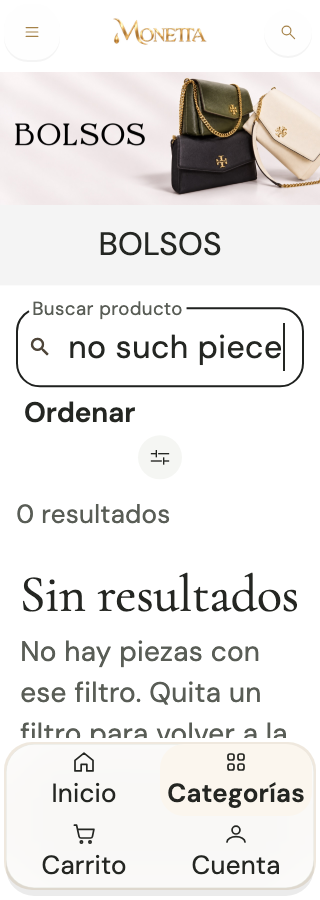 Monetta
BOLSOS
BOLSOS
Buscar producto
no such piece
Ordenar
0 resultados
Sin resultados
No hay piezas con
ese filtro. Quita un
filtro para volver a la
Inicio
Categorías
Carrito
Cuenta